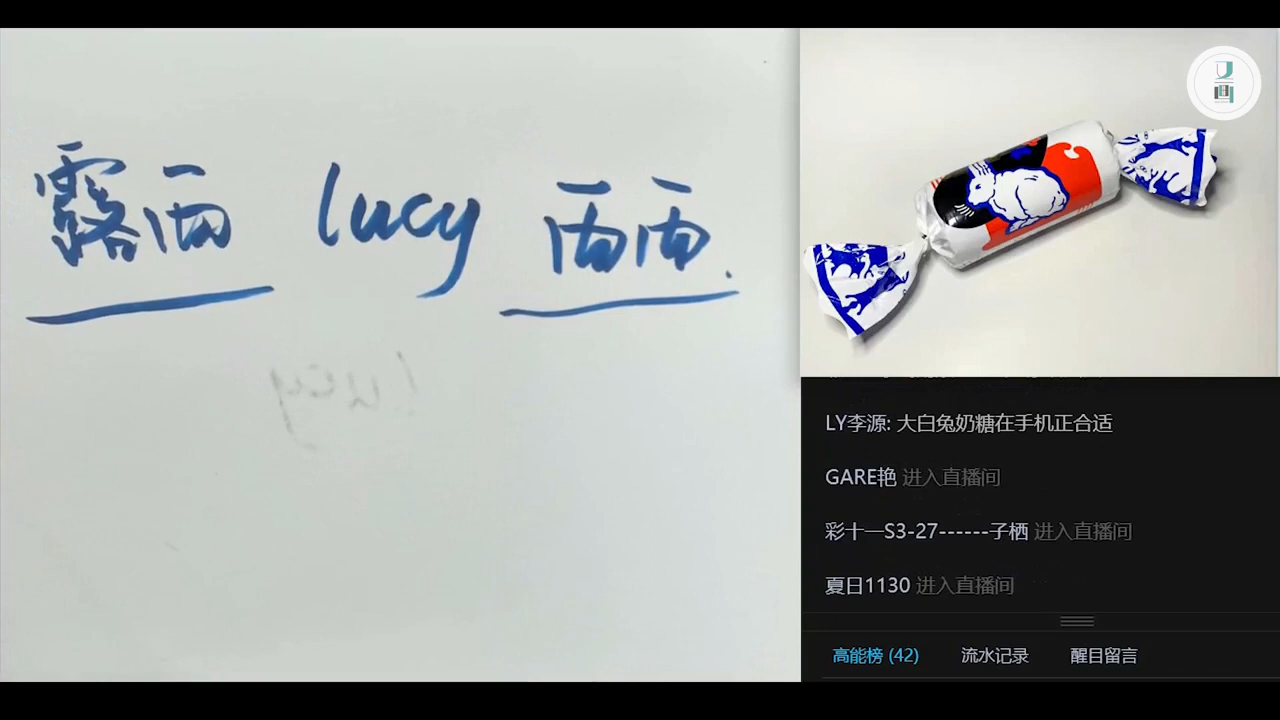 露西 lucy 西西.
lucy
LY李源: 大白兔奶糖在手机正合适
GARE艳 进入直播间
彩十一S3-27------子栖 进入直播间
夏日1130 进入直播间
高能榜 (42) 流水记录 醒目留言